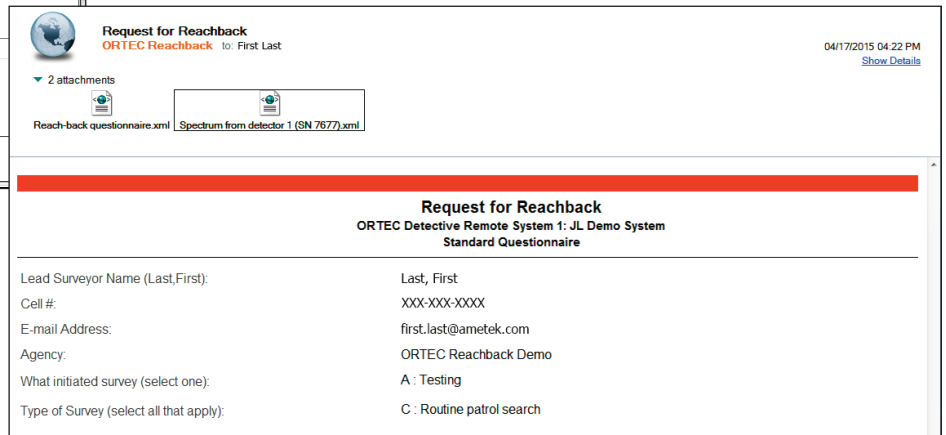 Request for Reachback
ORTEC Reachback to: First Last
04/17/2015 04:22 PM
Show Details
2 attachments
Reach-back questionnaire.xml
Spectrum from detector 1 (SN 7677).xml
Request for Reachback
ORTEC Detective Remote System 1: JL Demo System
Standard Questionnaire
Lead Surveyor Name (Last,First): Last, First
Cell #: XXX-XXX-XXXX
E-mail Address: first.last@ametek.com
Agency: ORTEC Reachback Demo
What initiated survey (select one): A : Testing
Type of Survey (select all that apply): C : Routine patrol search